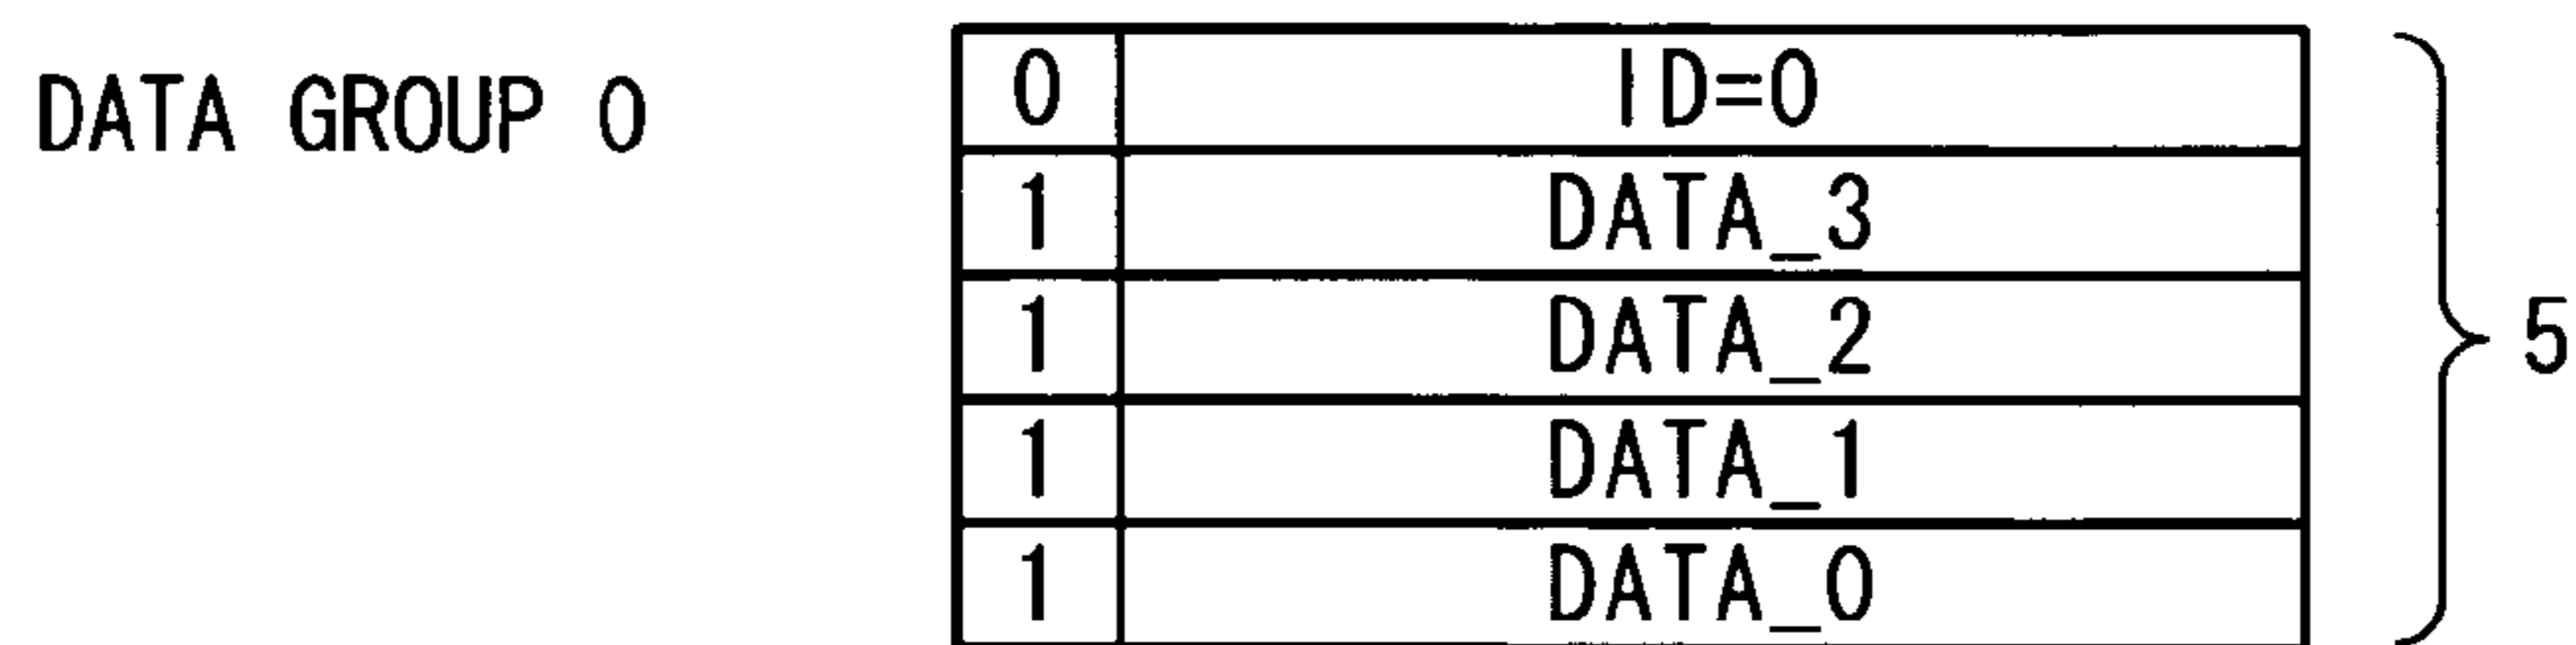 DATA GROUP 0
0 ID=0
1 DATA_3
1 DATA_2
1 DATA_1
1 DATA_0
5